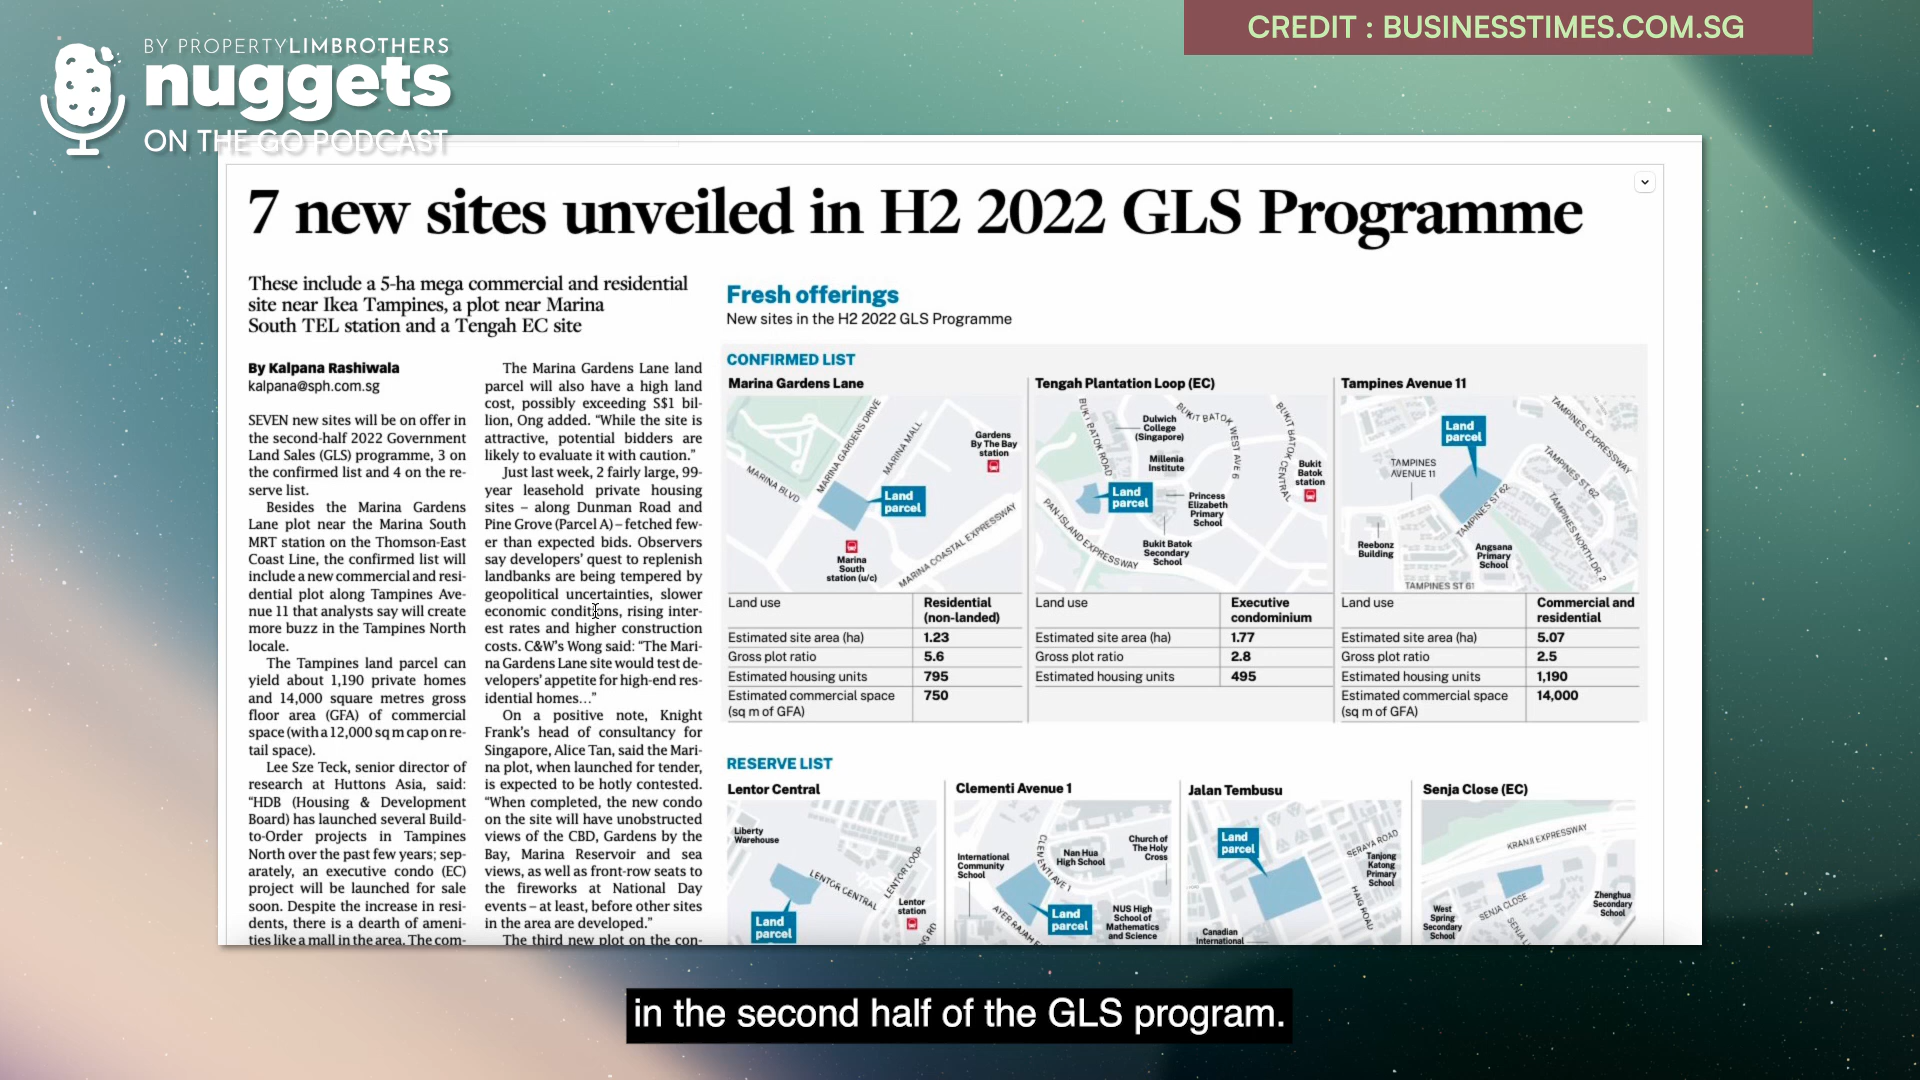 BY PROPERTYLIMBROTHERS
nuggets
ON THE GO PODCAST
CREDIT : BUSINESSTIMES.COM.SG
7 new sites unveiled in H2 2022 GLS Programme
These include a 5-ha mega commercial and residential
site near Ikea Tampines, a plot near Marina
South TEL station and a Tengah EC site
By Kalpana Rashiwala
kalpana@sph.com.sg
SEVEN new sites will be on offer in
the second-half 2022 Government
Land Sales (GLS) programme, 3 on
the confirmed list and 4 on the re-
serve list.
Besides the Marina Gardens
Lane plot near the Marina South
MRT station on the Thomson-East
Coast Line, the confirmed list will
include a new commercial and resi-
dential plot along Tampines Ave-
nue 11 that analysts say will create
more buzz in the Tampines North
locale.
The Tampines land parcel can
yield about 1,190 private homes
and 14,000 square metres gross
floor area (GFA) of commercial
space (with a 12,000 sq m cap on re-
tail space).
Lee Sze Teck, senior director of
research at Huttons Asia, said:
"HDB (Housing & Development
Board) has launched several Build-
to-Order projects in Tampines
North over the past few years; sep-
arately, an executive condo (EC)
project will be launched for sale
soon. Despite the increase in resi-
dents, there is a dearth of ameni-
ties like a mall in the area. The com-
The Marina Gardens Lane land
parcel will also have a high land
cost, possibly exceeding S$1 bil-
lion, Ong added. "While the site is
attractive, potential bidders are
likely to evaluate it with caution."
Just last week, 2 fairly large, 99-
year leasehold private housing
sites – along Dunman Road and
Pine Grove (Parcel A) – fetched few-
er than expected bids. Observers
say developers' quest to replenish
landbanks are being tempered by
geopolitical uncertainties, slower
economic conditions, rising inter-
est rates and higher construction
costs. C&W's Wong said: "The Mari-
na Gardens Lane site would test de-
velopers' appetite for high-end res-
idential homes..."
On a positive note, Knight
Frank's head of consultancy for
Singapore, Alice Tan, said the Mari-
na plot, when launched for tender,
is expected to be hotly contested.
"When completed, the new condo
on the site will have unobstructed
views of the CBD, Gardens by the
Bay, Marina Reservoir and sea
views, as well as front-row seats to
the fireworks at National Day
events – at least, before other sites
in the area are developed."
The third new plot on the con-
Fresh offerings
New sites in the H2 2022 GLS Programme
CONFIRMED LIST
Marina Gardens Lane
MARINA BLVD
MARINA GARDENS DRIVE
MARINA MALL
Gardens
By The Bay
station
Land
parcel
Marina
South
station (u/c)
MARINA COASTAL EXPRESSWAY
Land use
Residential
(non-landed)
Estimated site area (ha) 1.23
Gross plot ratio 5.6
Estimated housing units 795
Estimated commercial space 750
(sq m of GFA)
Tengah Plantation Loop (EC)
BUKIT BATOK ROAD
Dulwich
College
(Singapore)
BUKIT BATOK WEST AVE 6
BUKIT BATOK CENTRAL
Millenia
Institute
Bukit
Batok
station
Land
parcel
Princess
Elizabeth
Primary
School
PAN-ISLAND EXPRESSWAY
Bukit Batok
Secondary
School
Land use
Executive
condominium
Estimated site area (ha) 1.77
Gross plot ratio 2.8
Estimated housing units 495
Tampines Avenue 11
TAMPINES EXPRESSWAY
Land
parcel
TAMPINES
AVENUE 11
TAMPINES ST 62
TAMPINES ST 62
TAMPINES NORTH DR 2
Reebonz
Building
Angsana
Primary
School
TAMPINES ST 61
Land use
Commercial and
residential
Estimated site area (ha) 5.07
Gross plot ratio 2.5
Estimated housing units 1,190
Estimated commercial space 14,000
(sq m of GFA)
RESERVE LIST
Lentor Central
Liberty
Warehouse
LENTOR CENTRAL
LENTOR LOOP
Lentor
station
Land
parcel
Clementi Avenue 1
International
Community
School
CLEMENTI AVE 1
Nan Hua
High School
Church of
The Holy
Cross
Land
parcel
NUS High
School of
Mathematics
and Science
AYER RAJAH
Jalan Tembusu
Land
parcel
SERAYA ROAD
Tanjong
Katong
Primary
School
HAIG ROAD
Canadian
International
Senja Close (EC)
KRANJI EXPRESSWAY
West
Spring
Secondary
School
SENJA CLOSE
Zhenghua
Secondary
School
in the second half of the GLS program.